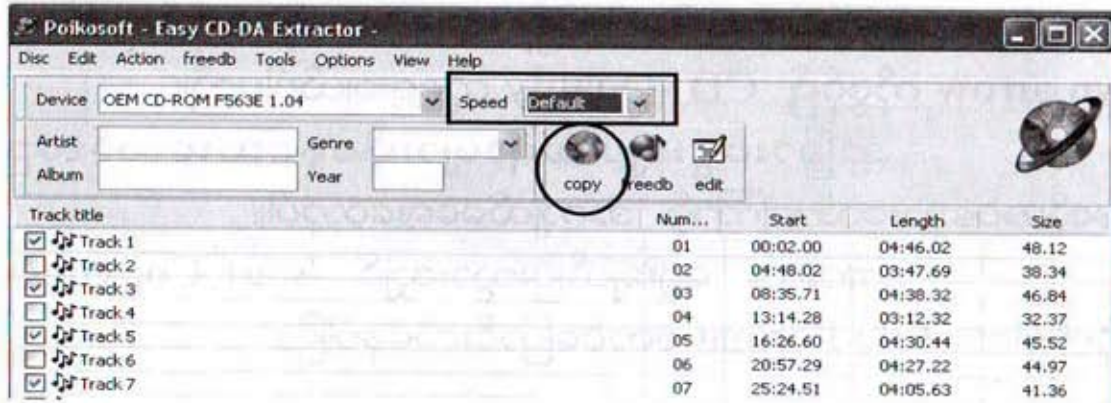 Poikosoft - Easy CD-DA Extractor -
Disc Edit Action freedb Tools Options View Help
Device OEM CD-ROM F563E 1.04 Speed Default
Artist Genre
Album Year
copy freedb edit
Track title Num... Start Length Size
Track 1 01 00:02.00 04:46.02 48.12
Track 2 02 04:48.02 03:47.69 38.34
Track 3 03 08:35.71 04:38.32 46.84
Track 4 04 13:14.28 03:12.32 32.37
Track 5 05 16:26.60 04:30.44 45.52
Track 6 06 20:57.29 04:27.22 44.97
Track 7 07 25:24.51 04:05.63 41.36